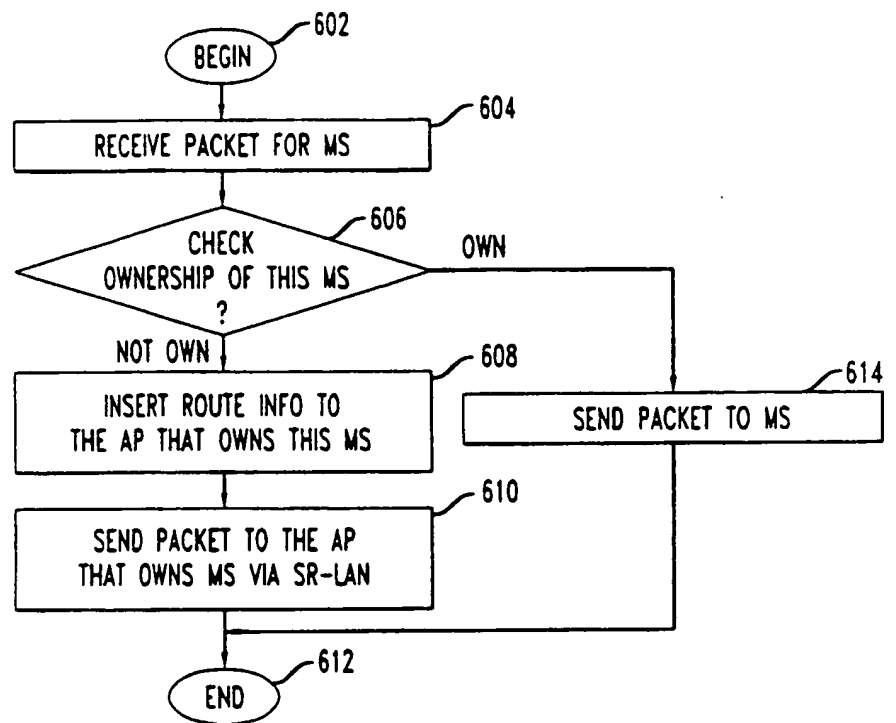 602
BEGIN
604
RECEIVE PACKET FOR MS
606
CHECK
OWNERSHIP OF THIS MS
?
OWN
NOT OWN
608
INSERT ROUTE INFO TO
THE AP THAT OWNS THIS MS
614
SEND PACKET TO MS
610
SEND PACKET TO THE AP
THAT OWNS MS VIA SR-LAN
612
END